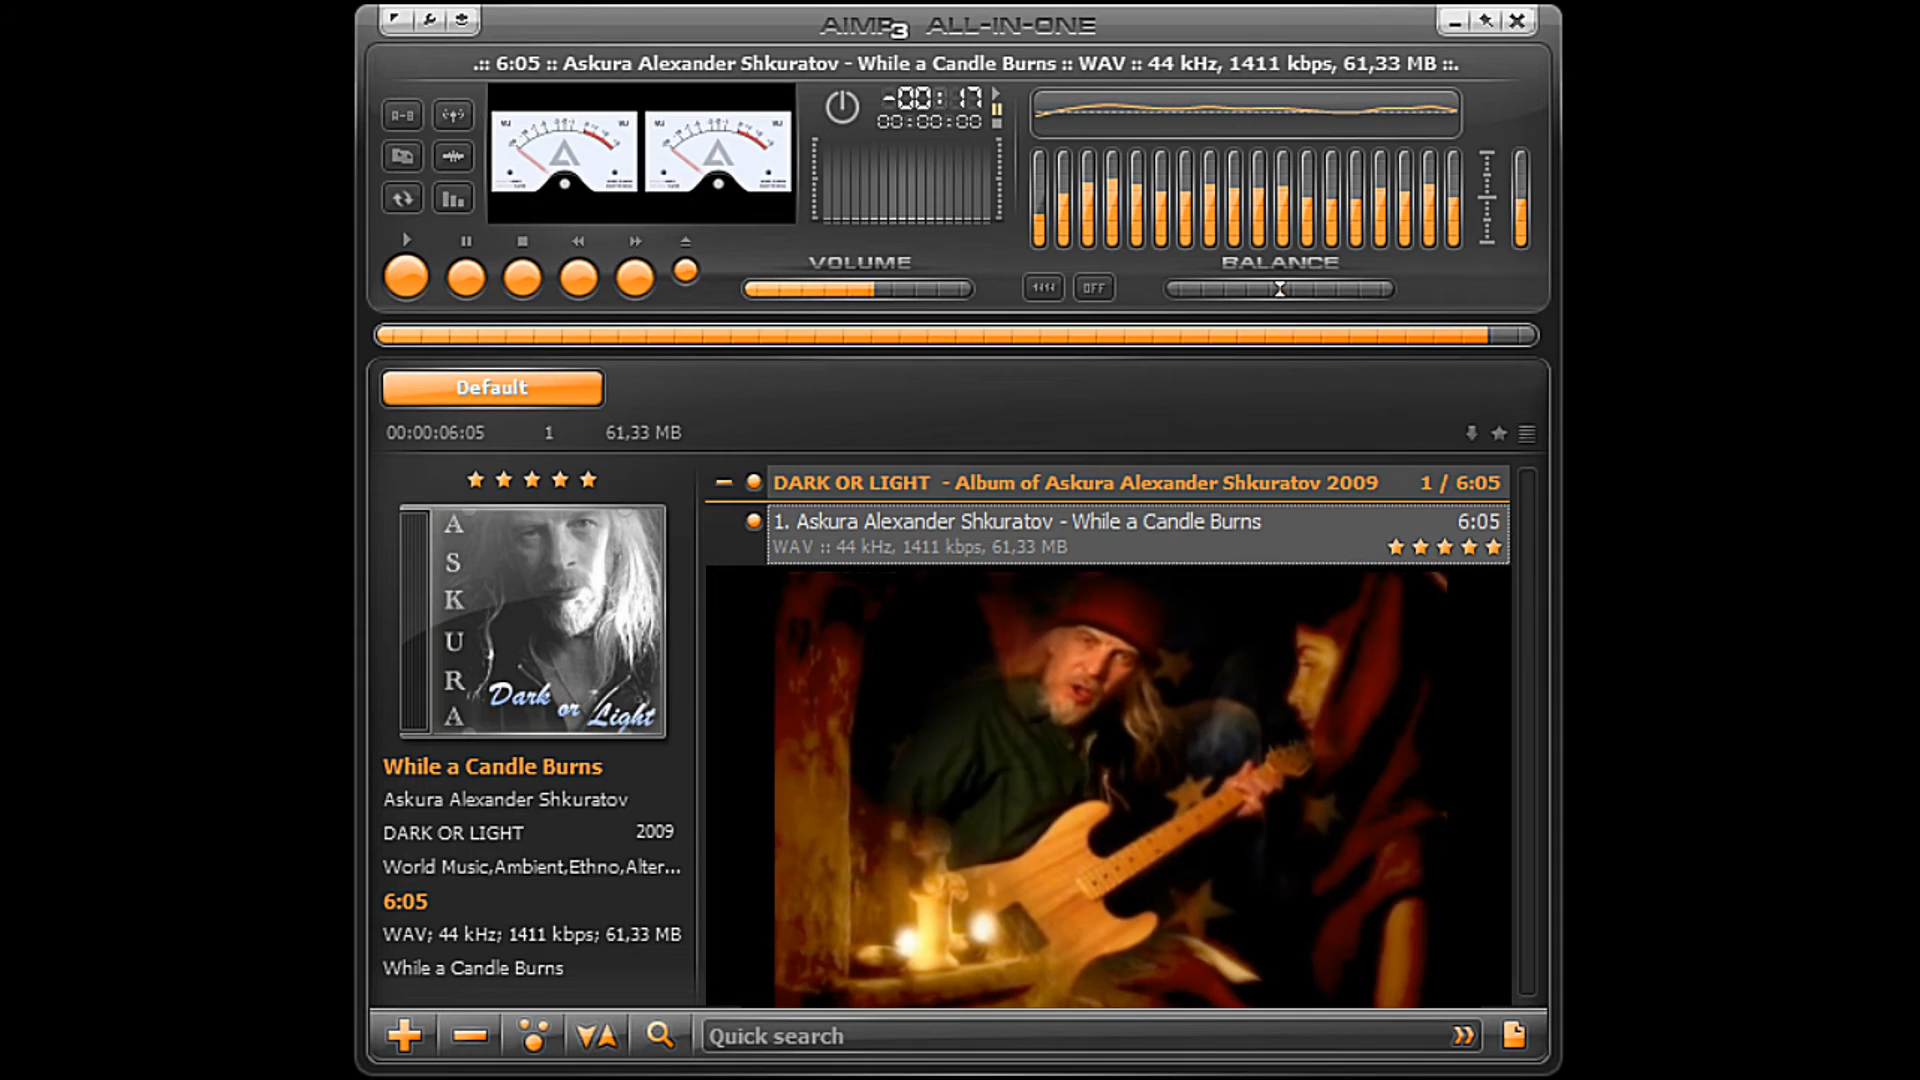 AIMP3 ALL-IN-ONE
.:: 6:05 :: Askura Alexander Shkuratov - While a Candle Burns :: WAV :: 44 kHz, 1411 kbps, 61,33 MB ::.
A-B
-00:17
00:00:00
VOLUME
BALANCE
OFF
Default
00:00:06:05 1 61,33 MB
DARK OR LIGHT - Album of Askura Alexander Shkuratov 2009 1 / 6:05
1. Askura Alexander Shkuratov - While a Candle Burns 6:05
WAV :: 44 kHz, 1411 kbps, 61,33 MB
ASKURA
Dark or Light
While a Candle Burns
Askura Alexander Shkuratov
DARK OR LIGHT 2009
World Music,Ambient,Ethno,Alter...
6:05
WAV; 44 kHz; 1411 kbps; 61,33 MB
While a Candle Burns
Quick search